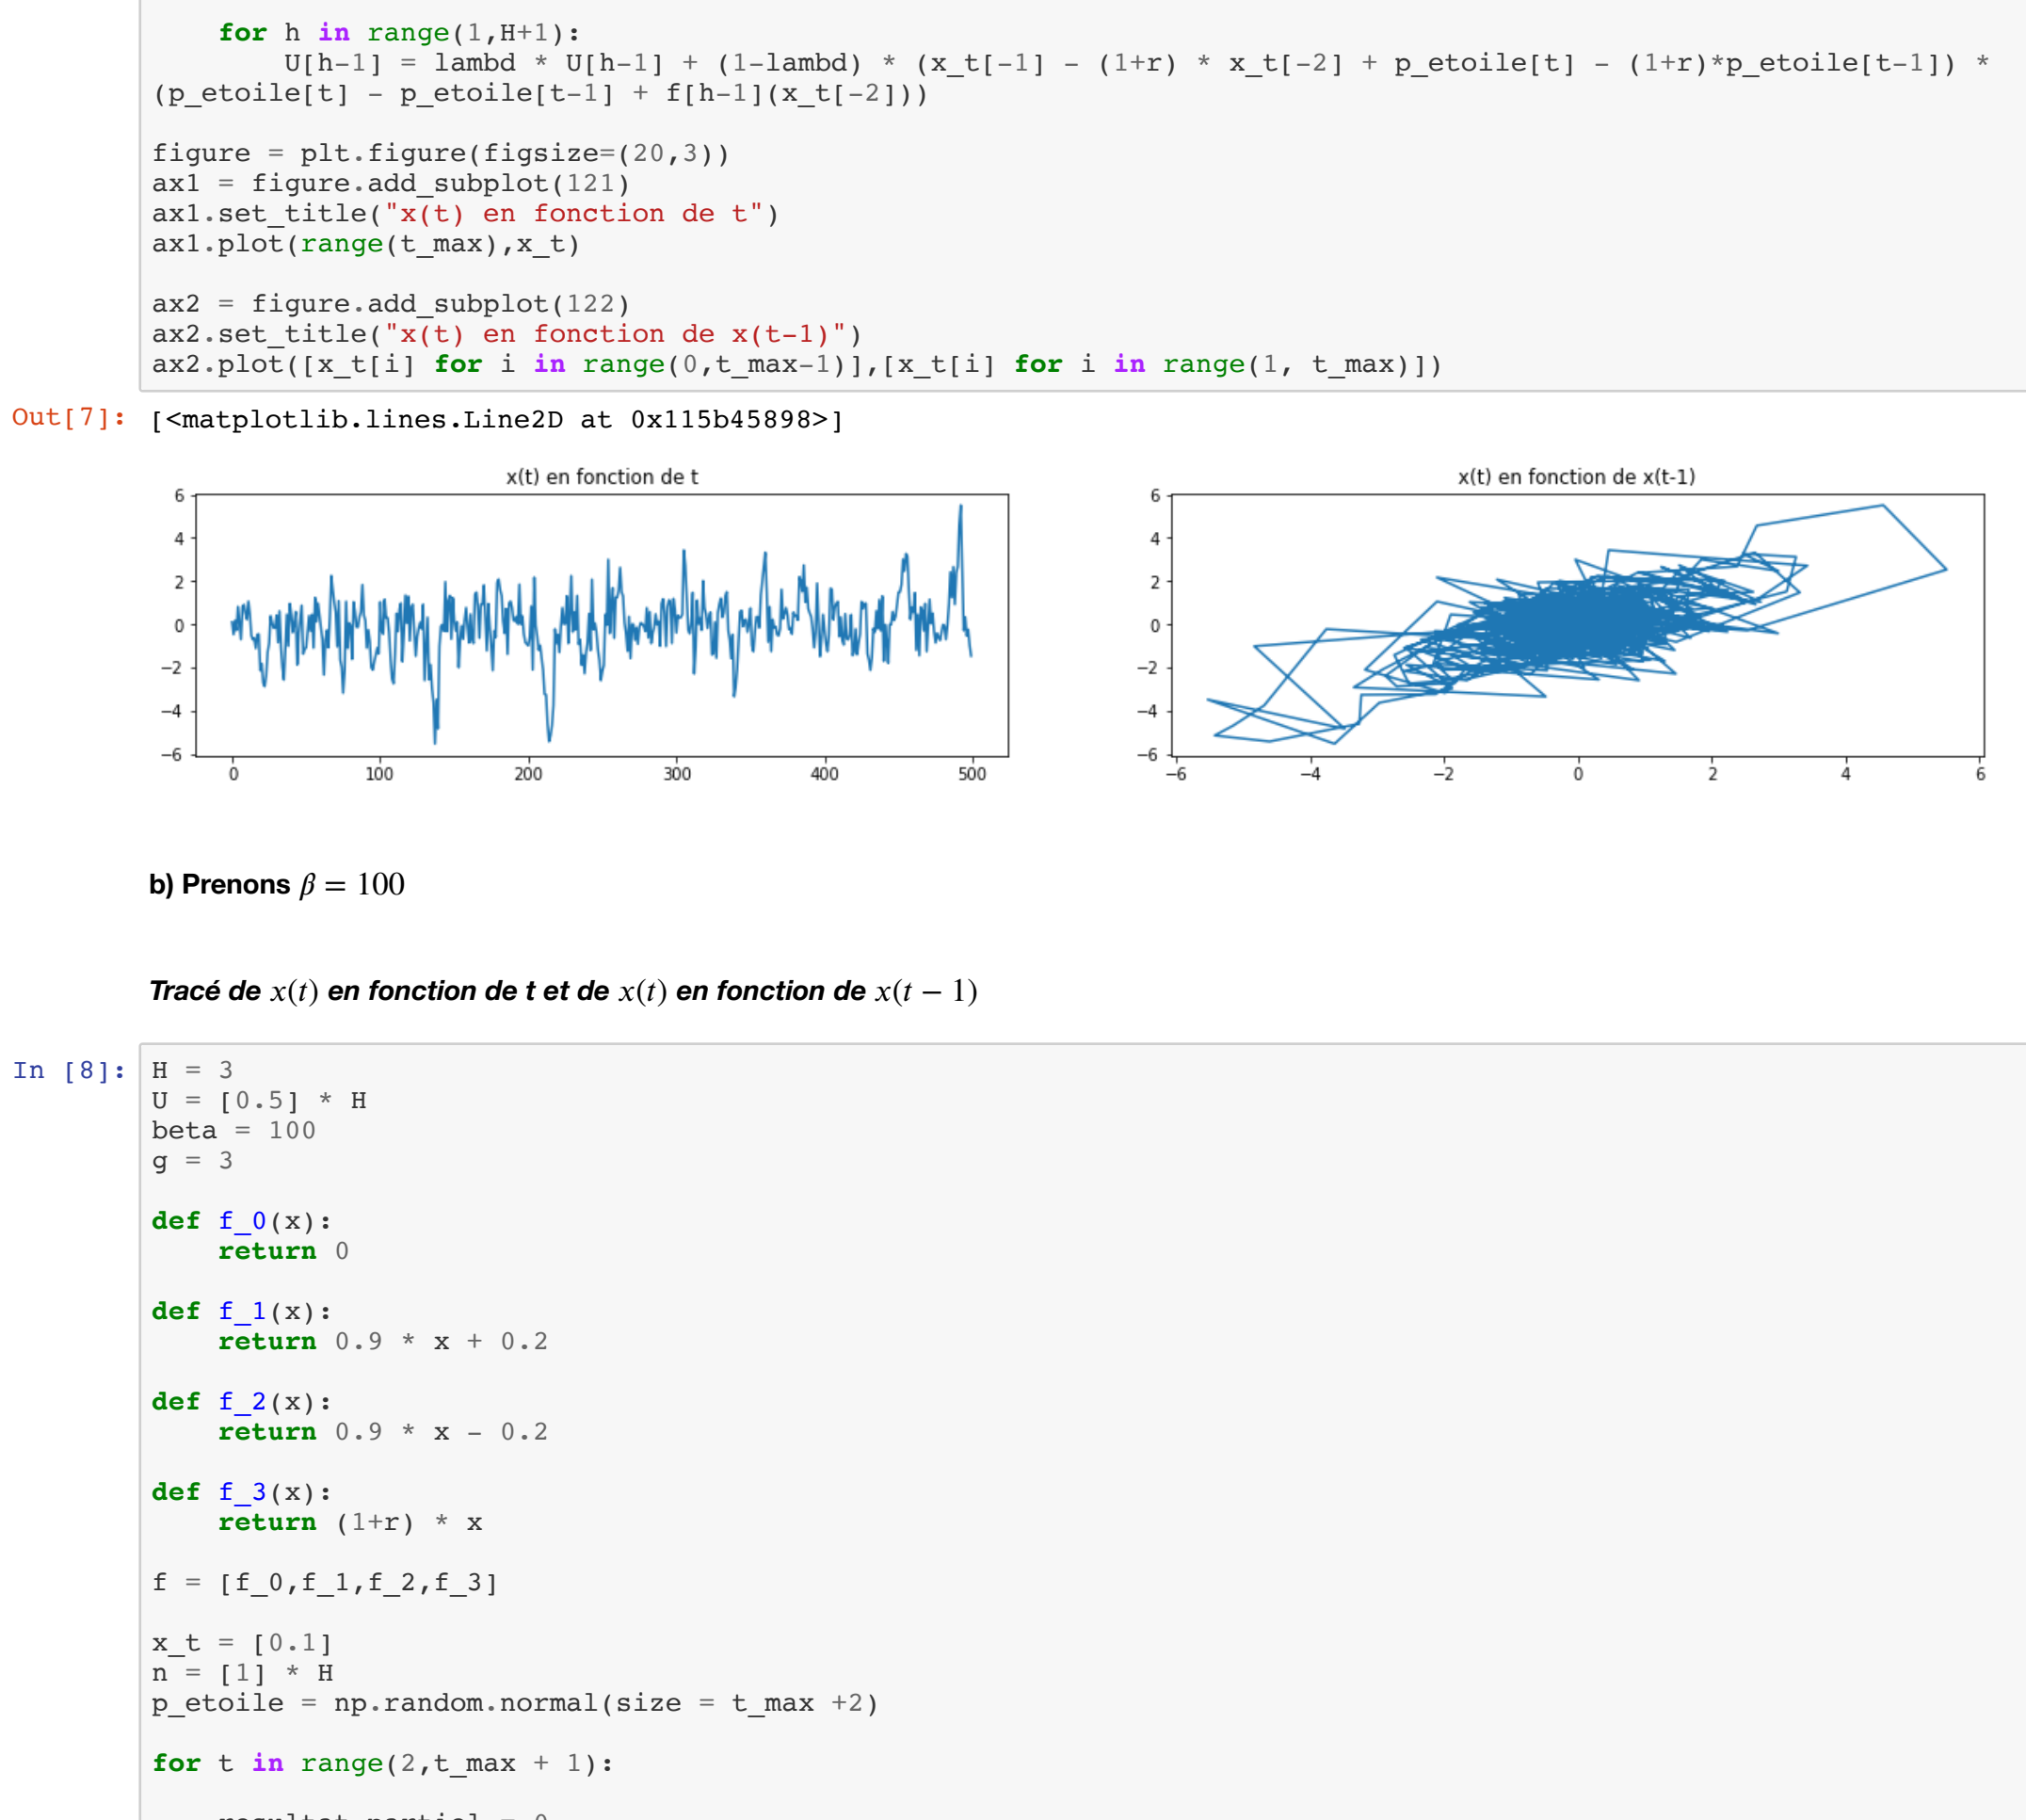 for h in range(1,H+1):
        U[h-1] = lambd * U[h-1] + (1-lambd) * (x_t[-1] - (1+r) * x_t[-2] + p_etoile[t] - (1+r)*p_etoile[t-1]) *
(p_etoile[t] - p_etoile[t-1] + f[h-1](x_t[-2]))

figure = plt.figure(figsize=(20,3))
ax1 = figure.add_subplot(121)
ax1.set_title("x(t) en fonction de t")
ax1.plot(range(t_max),x_t)

ax2 = figure.add_subplot(122)
ax2.set_title("x(t) en fonction de x(t-1)")
ax2.plot([x_t[i] for i in range(0,t_max-1)],[x_t[i] for i in range(1, t_max)])
Out[7]: [<matplotlib.lines.Line2D at 0x115b45898>]
x(t) en fonction de t
6
4
2
0
−2
−4
−6
0 100 200 300 400 500
x(t) en fonction de x(t-1)
6
4
2
0
−2
−4
−6
−6 −4 −2 0 2 4 6
b) Prenons β = 100
Tracé de x(t) en fonction de t et de x(t) en fonction de x(t − 1)
In [8]: H = 3
U = [0.5] * H
beta = 100
g = 3

def f_0(x):
    return 0

def f_1(x):
    return 0.9 * x + 0.2

def f_2(x):
    return 0.9 * x - 0.2

def f_3(x):
    return (1+r) * x

f = [f_0,f_1,f_2,f_3]

x_t = [0.1]
n = [1] * H
p_etoile = np.random.normal(size = t_max +2)

for t in range(2,t_max + 1):